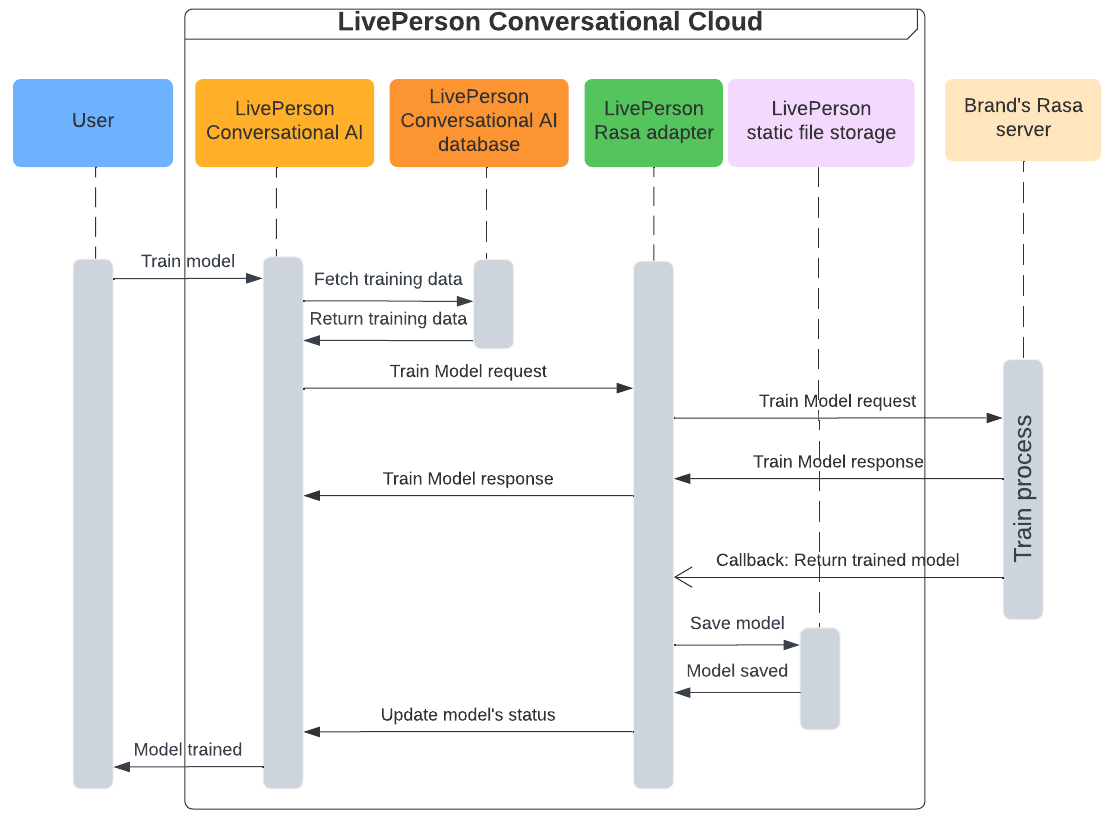 LivePerson Conversational Cloud
User
LivePerson
Conversational AI
LivePerson
Conversational AI
database
LivePerson
Rasa adapter
LivePerson
static file storage
Brand's Rasa
server
Train model
Fetch training data
Return training data
Train Model request
Train Model request
Train Model response
Train Model response
Train process
Callback: Return trained model
Save model
Model saved
Update model's status
Model trained